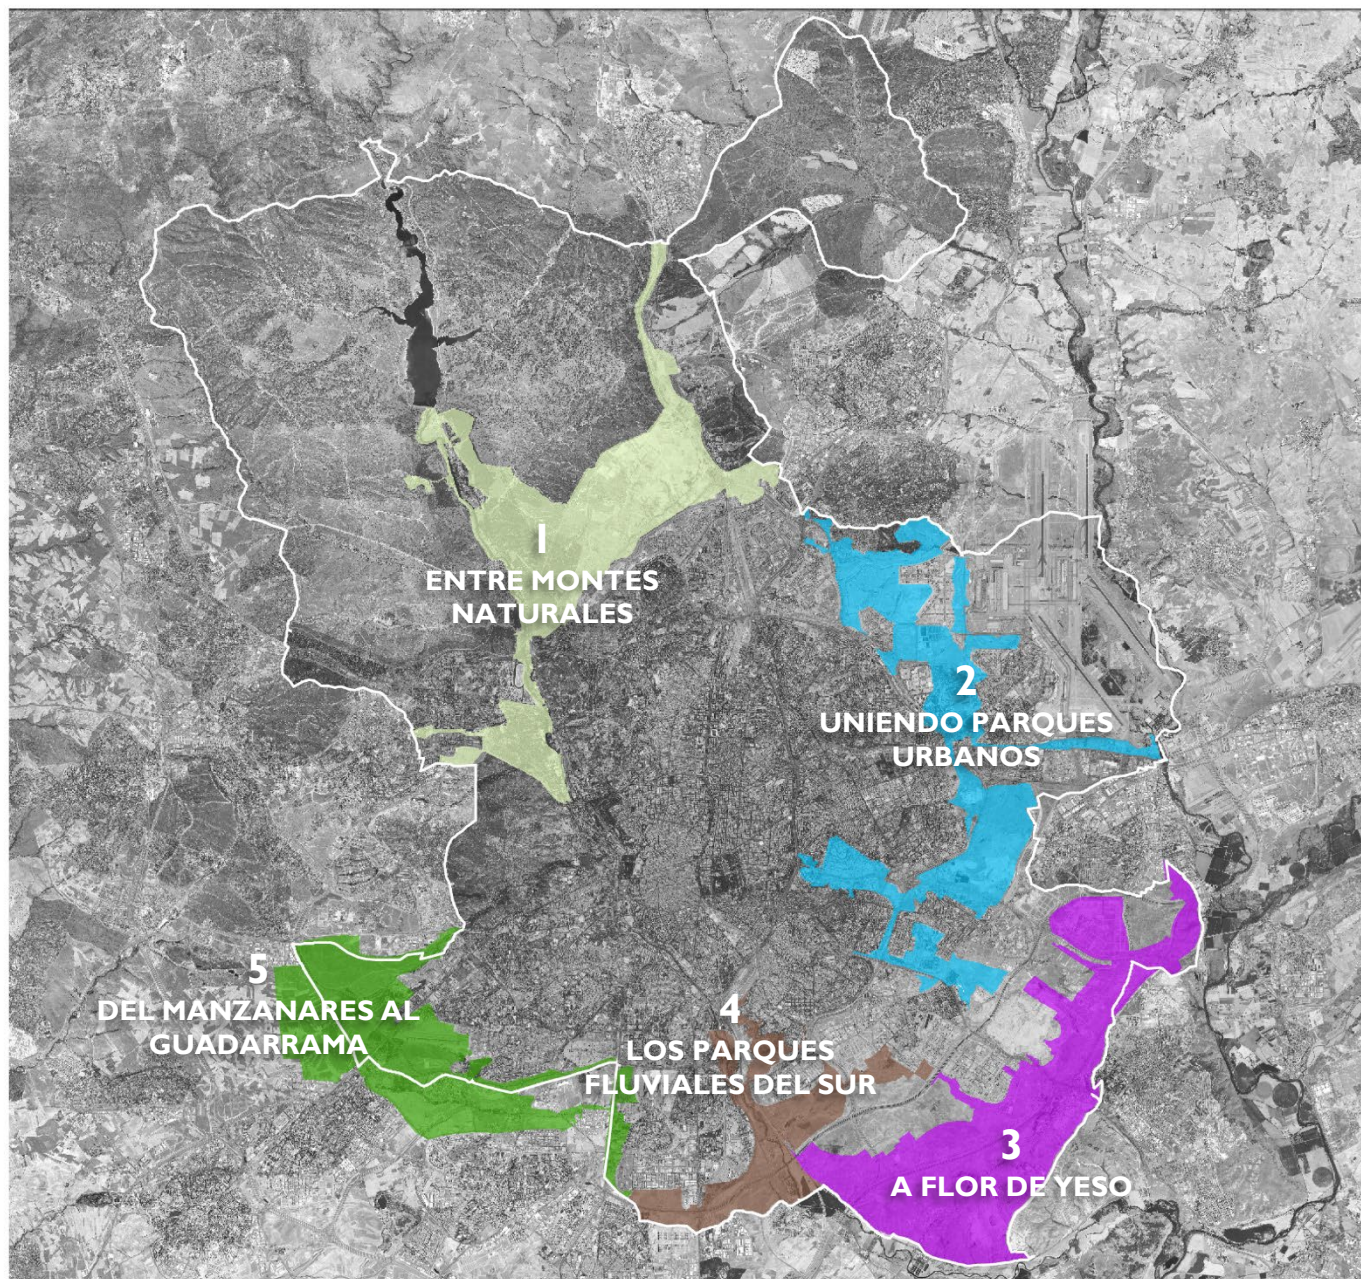 1
ENTRE MONTES
NATURALES
2
UNIENDO PARQUES
URBANOS
5
DEL MANZANARES AL
GUADARRAMA
4
LOS PARQUES
FLUVIALES DEL SUR
3
A FLOR DE YESO